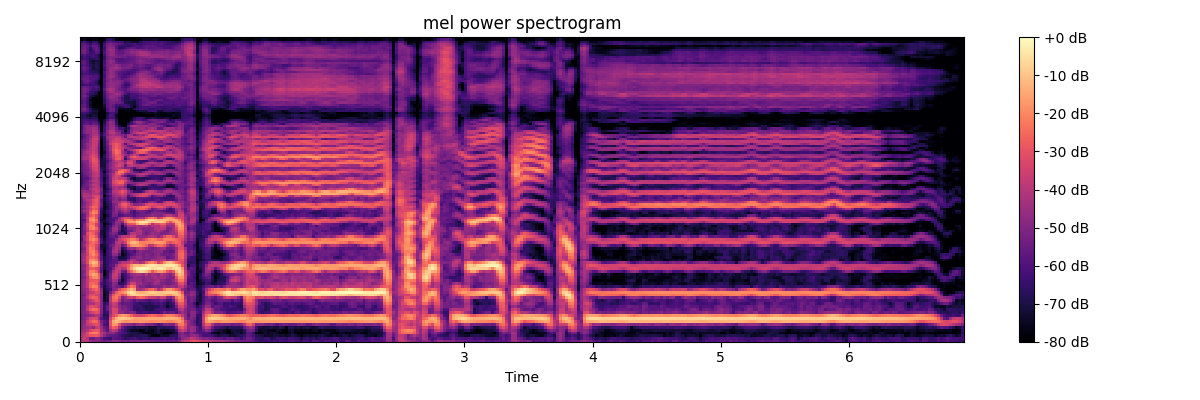 mel power spectrogram
8192
4096
2048
1024
512
0
Hz
0 1 2 3 4 5 6
Time
+0 dB
-10 dB
-20 dB
-30 dB
-40 dB
-50 dB
-60 dB
-70 dB
-80 dB